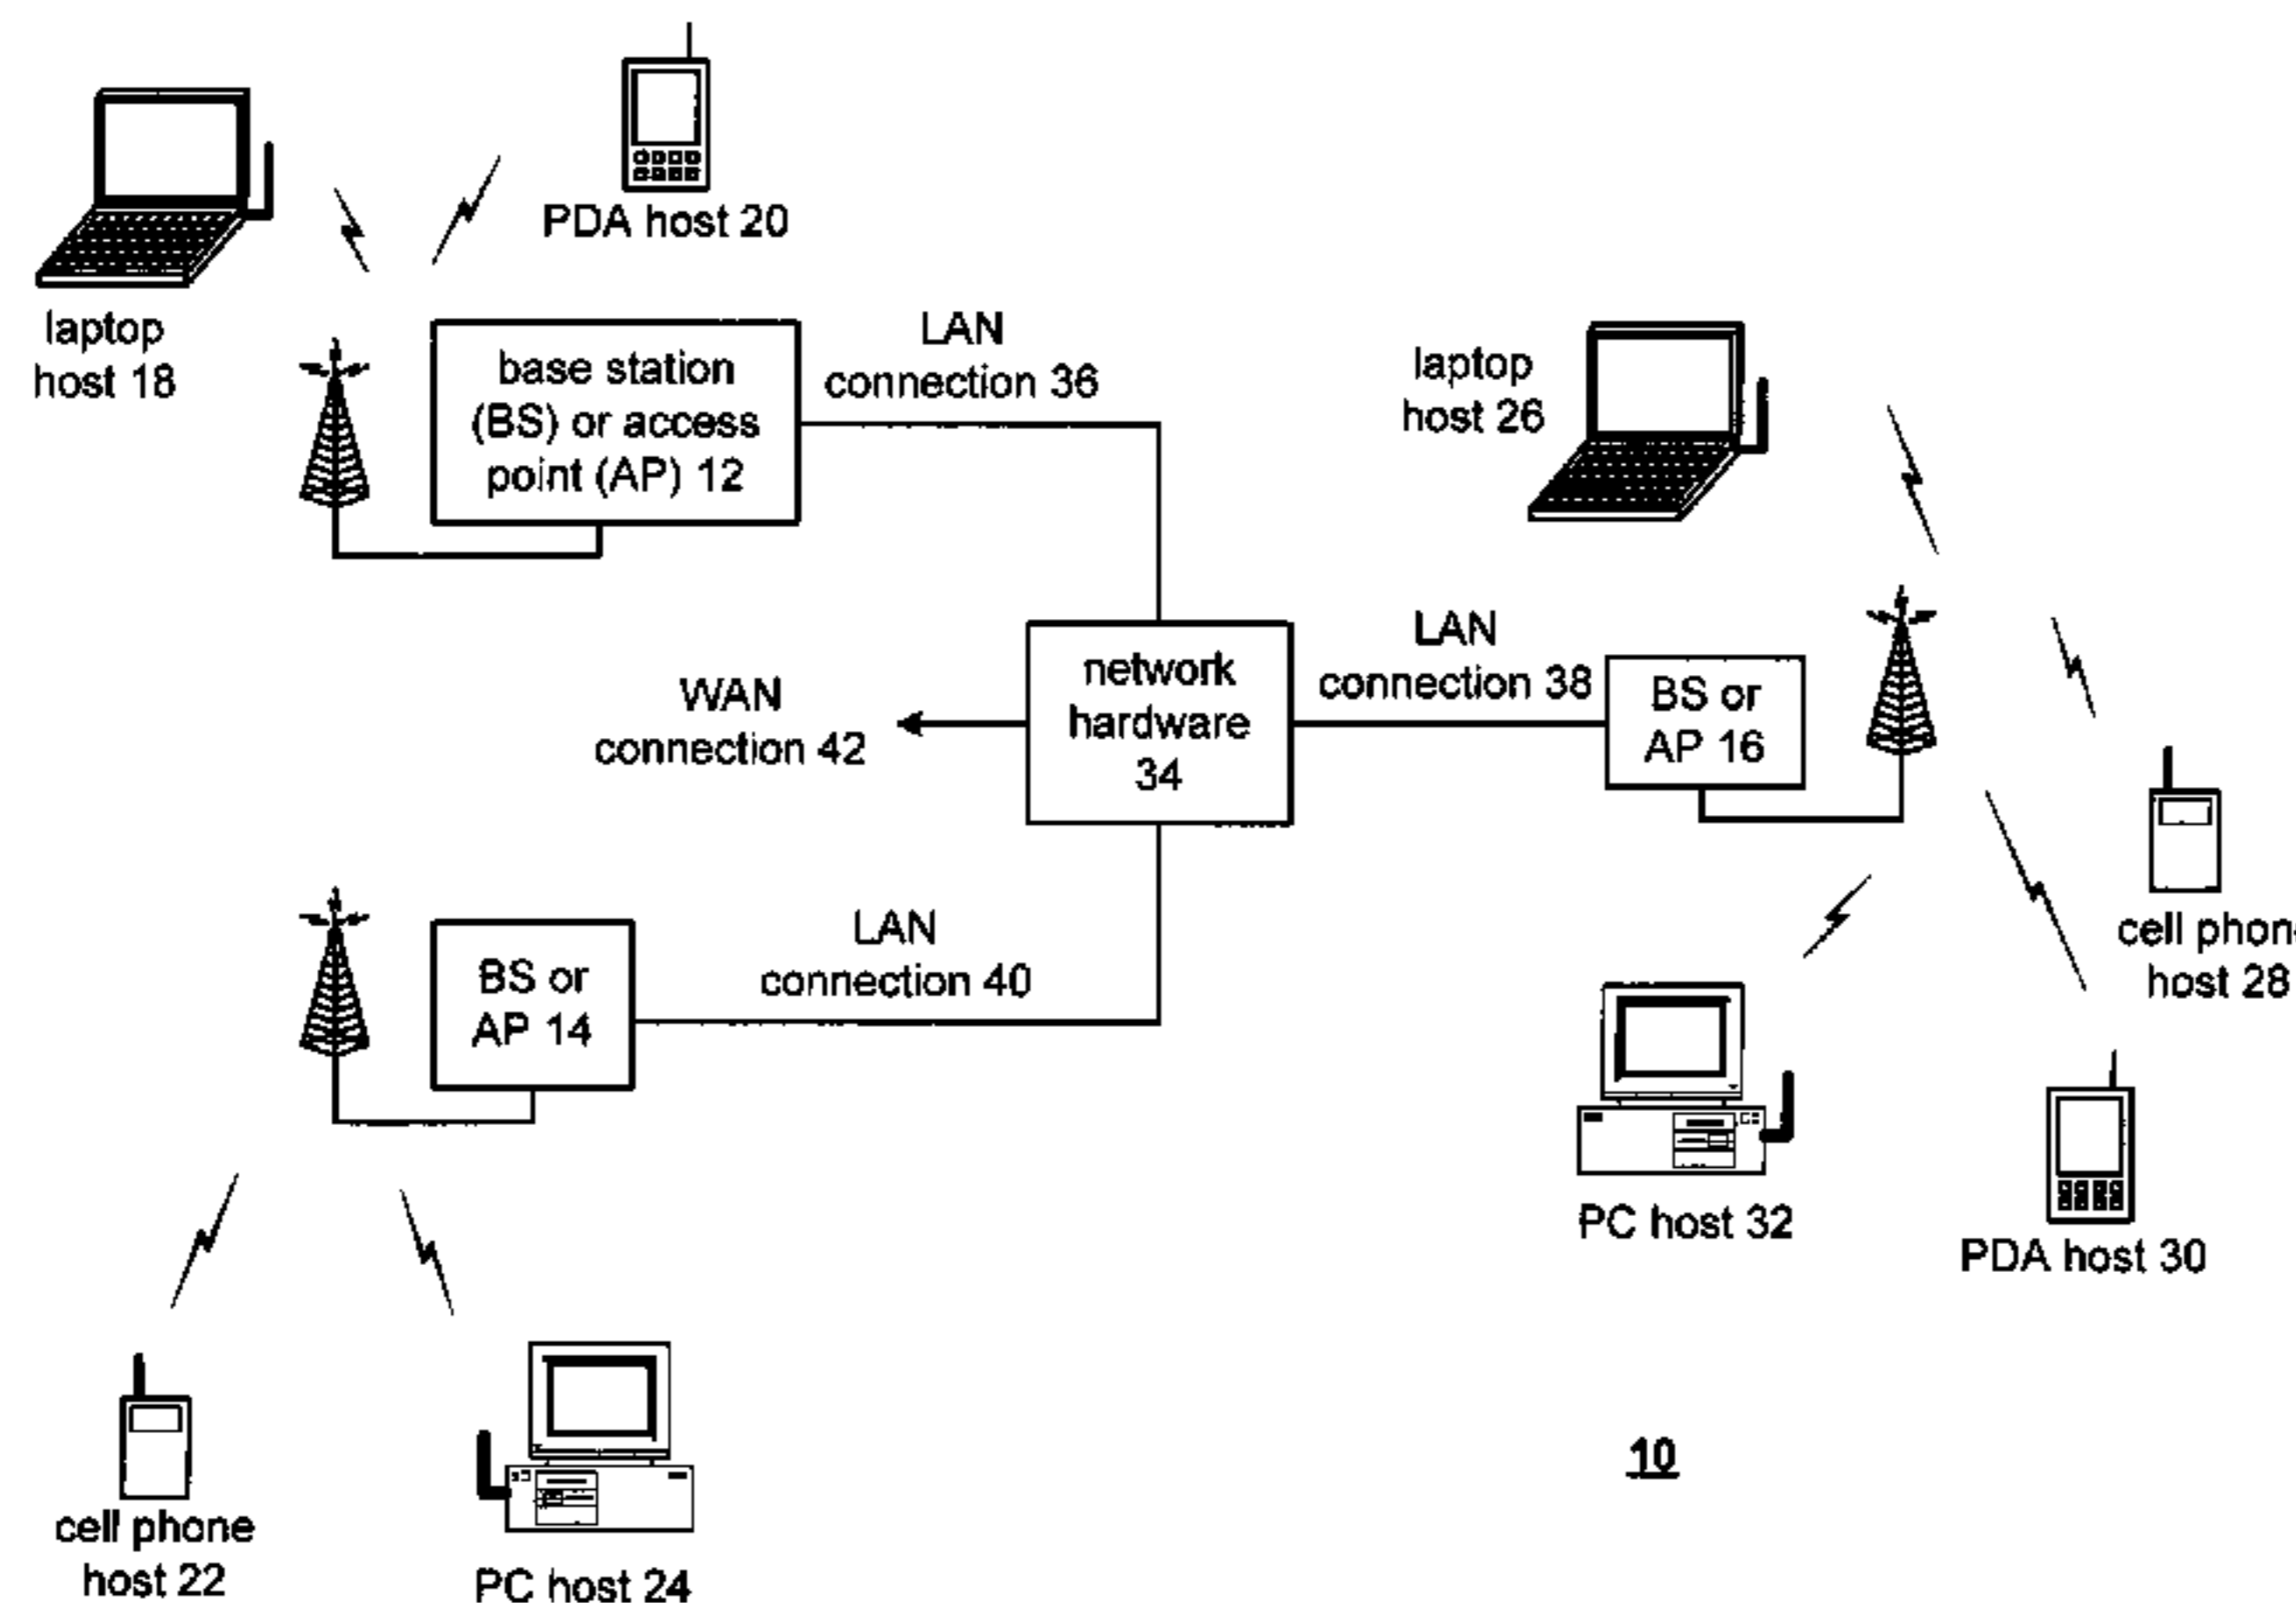 PDA host 20
laptop
host 18
base station
(BS) or access
point (AP) 12
LAN
connection 36
laptop
host 26
WAN
connection 42
network
hardware
34
LAN
connection 38
BS or
AP 16
cell phon
host 28
BS or
AP 14
LAN
connection 40
PC host 32
PDA host 30
cell phone
host 22
PC host 24
10